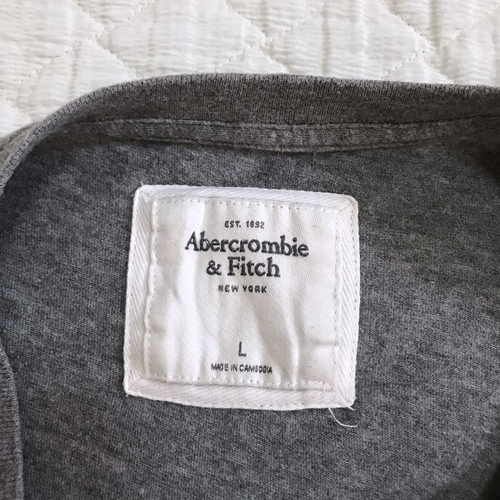 EST. 1892
Abercrombie
& Fitch
NEW YORK
L
MADE IN CAMBODIA